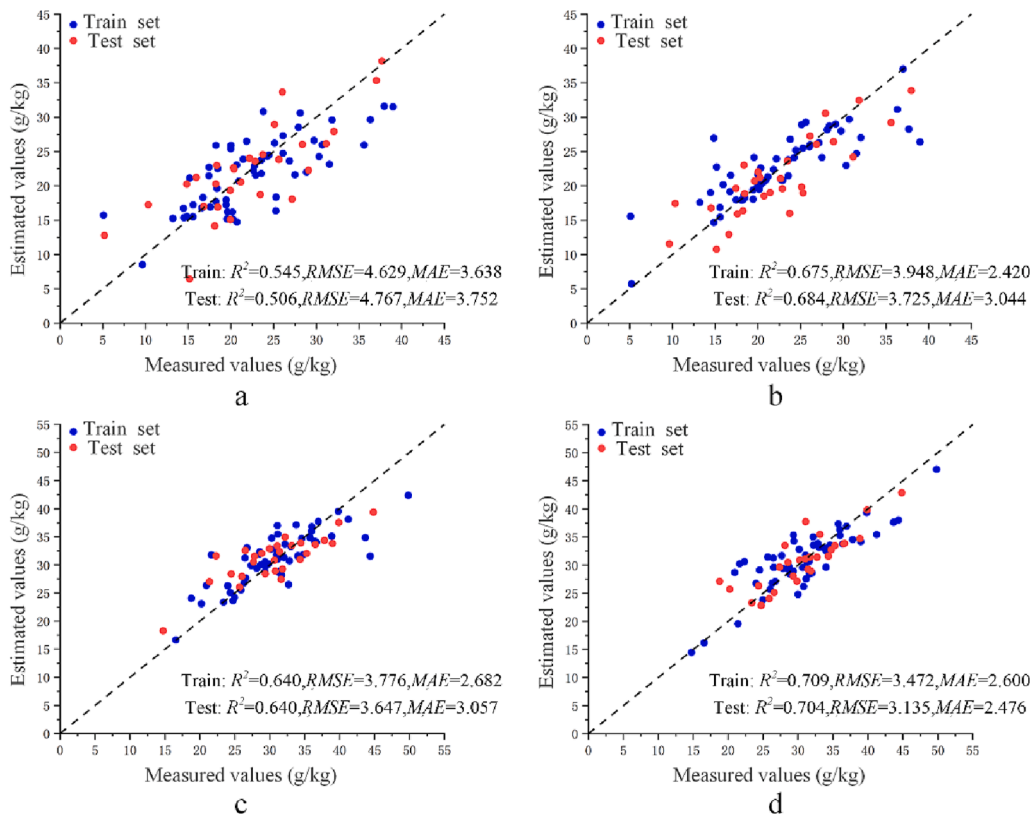 Train set
Test set
Estimated values (g/kg)
45
40
35
30
25
20
15
10
5
0
Train: R²=0.545,RMSE=4.629,MAE=3.638
Test: R²=0.506,RMSE=4.767,MAE=3.752
0 5 10 15 20 25 30 35 40 45
Measured values (g/kg)
a
Train set
Test set
Estimated values (g/kg)
45
40
35
30
25
20
15
10
5
0
Train: R²=0.675,RMSE=3.948,MAE=2.420
Test: R²=0.684,RMSE=3.725,MAE=3.044
0 5 10 15 20 25 30 35 40 45
Measured values (g/kg)
b
Train set
Test set
Estimated values (g/kg)
55
50
45
40
35
30
25
20
15
10
5
0
Train: R²=0.640,RMSE=3.776,MAE=2.682
Test: R²=0.640,RMSE=3.647,MAE=3.057
0 5 10 15 20 25 30 35 40 45 50 55
Measured values (g/kg)
c
Train set
Test set
Estimated values (g/kg)
55
50
45
40
35
30
25
20
15
10
5
0
Train: R²=0.709,RMSE=3.472,MAE=2.600
Test: R²=0.704,RMSE=3.135,MAE=2.476
0 5 10 15 20 25 30 35 40 45 50 55
Measured values (g/kg)
d